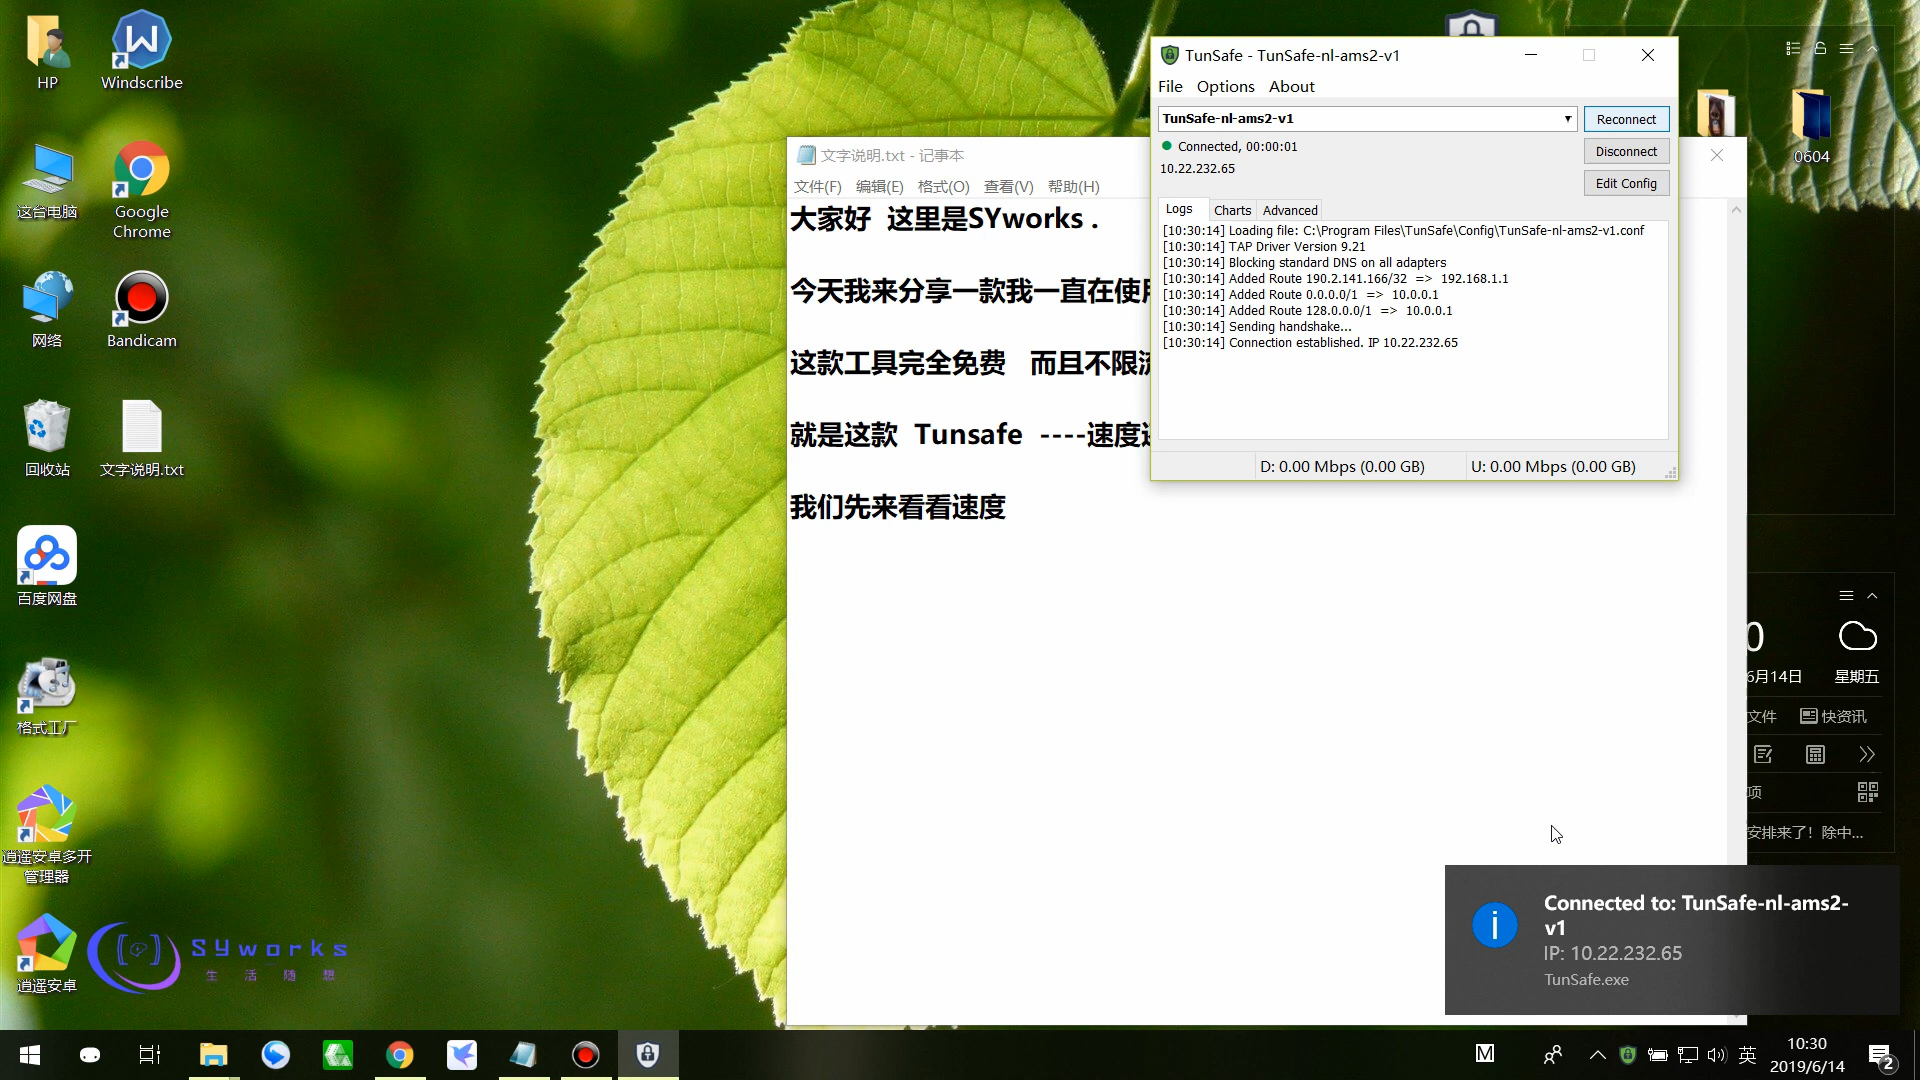 HP
Windscribe
这台电脑
Google
Chrome
网络
Bandicam
回收站
文字说明.txt
百度网盘
格式工厂
逍遥安卓多开
管理器
逍遥安卓
SYworks
生活随想
文字说明.txt - 记事本
文件(F) 编辑(E) 格式(O) 查看(V) 帮助(H)
大家好 这里是SYworks .
今天我来分享一款我一直在使
这款工具完全免费 而且不限
就是这款 Tunsafe ----速度
我们先来看看速度
TunSafe - TunSafe-nl-ams2-v1
File Options About
TunSafe-nl-ams2-v1
Reconnect
Connected, 00:00:01
Disconnect
10.22.232.65
Edit Config
Logs Charts Advanced
[10:30:14] Loading file: C:\Program Files\TunSafe\Config\TunSafe-nl-ams2-v1.conf
[10:30:14] TAP Driver Version 9.21
[10:30:14] Blocking standard DNS on all adapters
[10:30:14] Added Route 190.2.141.166/32 => 192.168.1.1
[10:30:14] Added Route 0.0.0.0/1 => 10.0.0.1
[10:30:14] Added Route 128.0.0.0/1 => 10.0.0.1
[10:30:14] Sending handshake...
[10:30:14] Connection established. IP 10.22.232.65
D: 0.00 Mbps (0.00 GB) U: 0.00 Mbps (0.00 GB)
0604
0
6月14日 星期五
文件 快资讯
项
安排来了！除中...
Connected to: TunSafe-nl-ams2-
v1
IP: 10.22.232.65
TunSafe.exe
M
英
10:30
2019/6/14
2